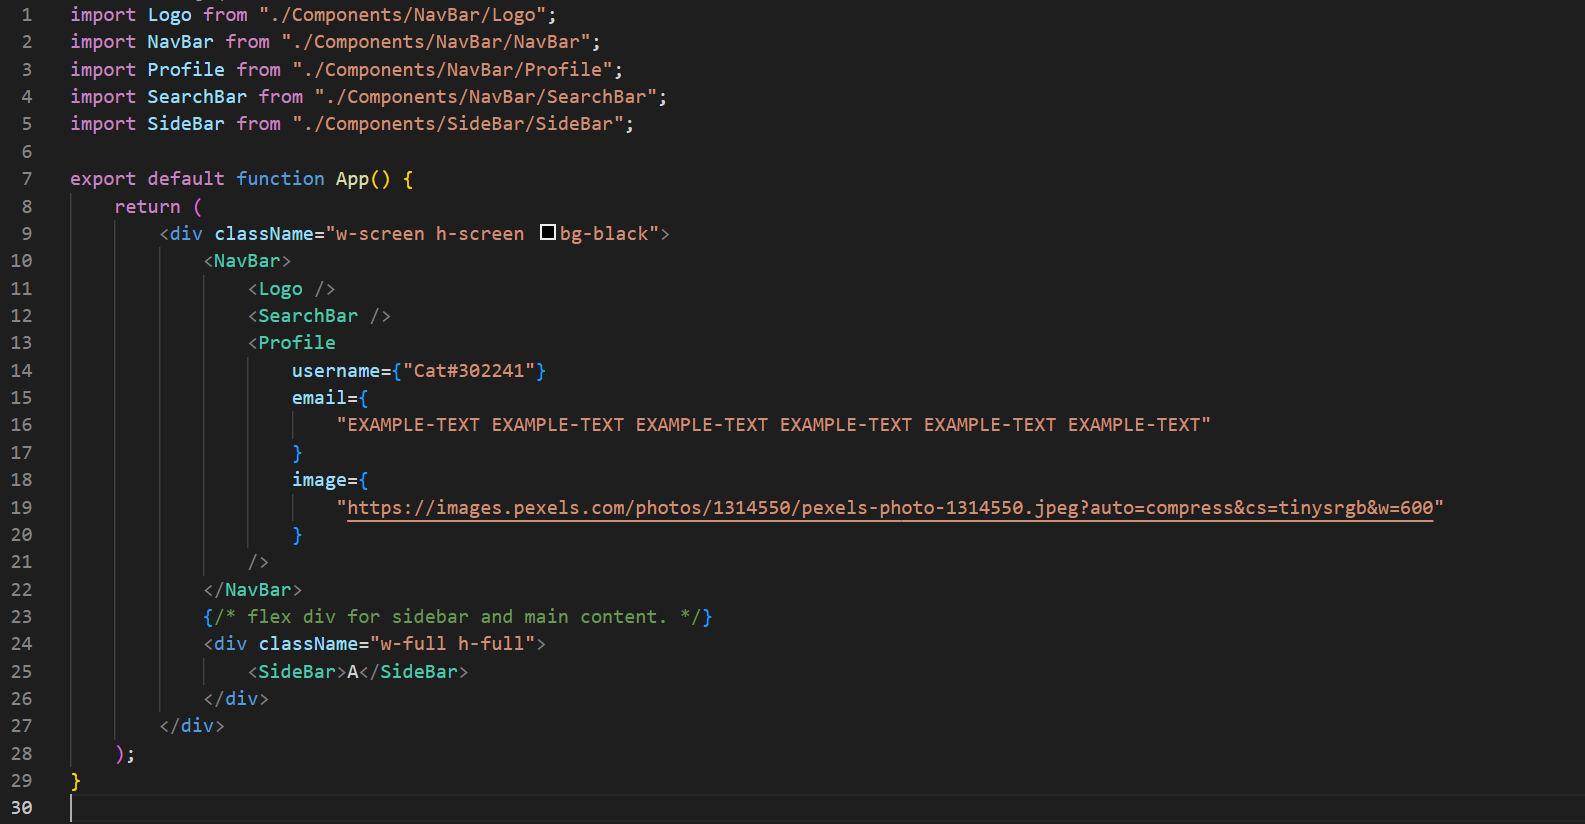 1 import Logo from "./Components/NavBar/Logo";
2 import NavBar from "./Components/NavBar/NavBar";
3 import Profile from "./Components/NavBar/Profile";
4 import SearchBar from "./Components/NavBar/SearchBar";
5 import SideBar from "./Components/SideBar/SideBar";
6
7 export default function App() {
8     return (
9         <div className="w-screen h-screen bg-black">
10             <NavBar>
11                 <Logo />
12                 <SearchBar />
13                 <Profile
14                     username={"Cat#302241"}
15                     email={
16                         "EXAMPLE-TEXT EXAMPLE-TEXT EXAMPLE-TEXT EXAMPLE-TEXT EXAMPLE-TEXT EXAMPLE-TEXT"
17                     }
18                     image={
19                         "https://images.pexels.com/photos/1314550/pexels-photo-1314550.jpeg?auto=compress&cs=tinysrgb&w=600"
20                     }
21                 />
22             </NavBar>
23             {/* flex div for sidebar and main content. */}
24             <div className="w-full h-full">
25                 <SideBar>A</SideBar>
26             </div>
27         </div>
28     );
29 }
30